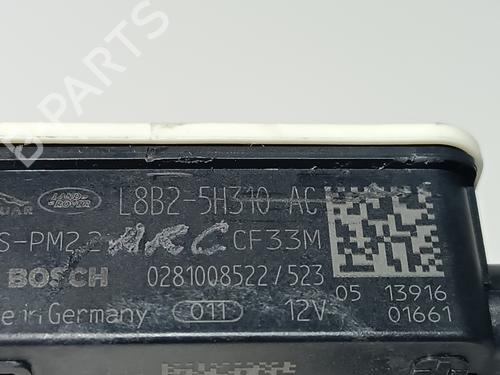 LAND-ROVER L8B2-5H310-AC
S-PM2.2 ARC CF33M
BOSCH 0281008522/523
in Germany 011 12V 05 13916
01661
B-PARTS